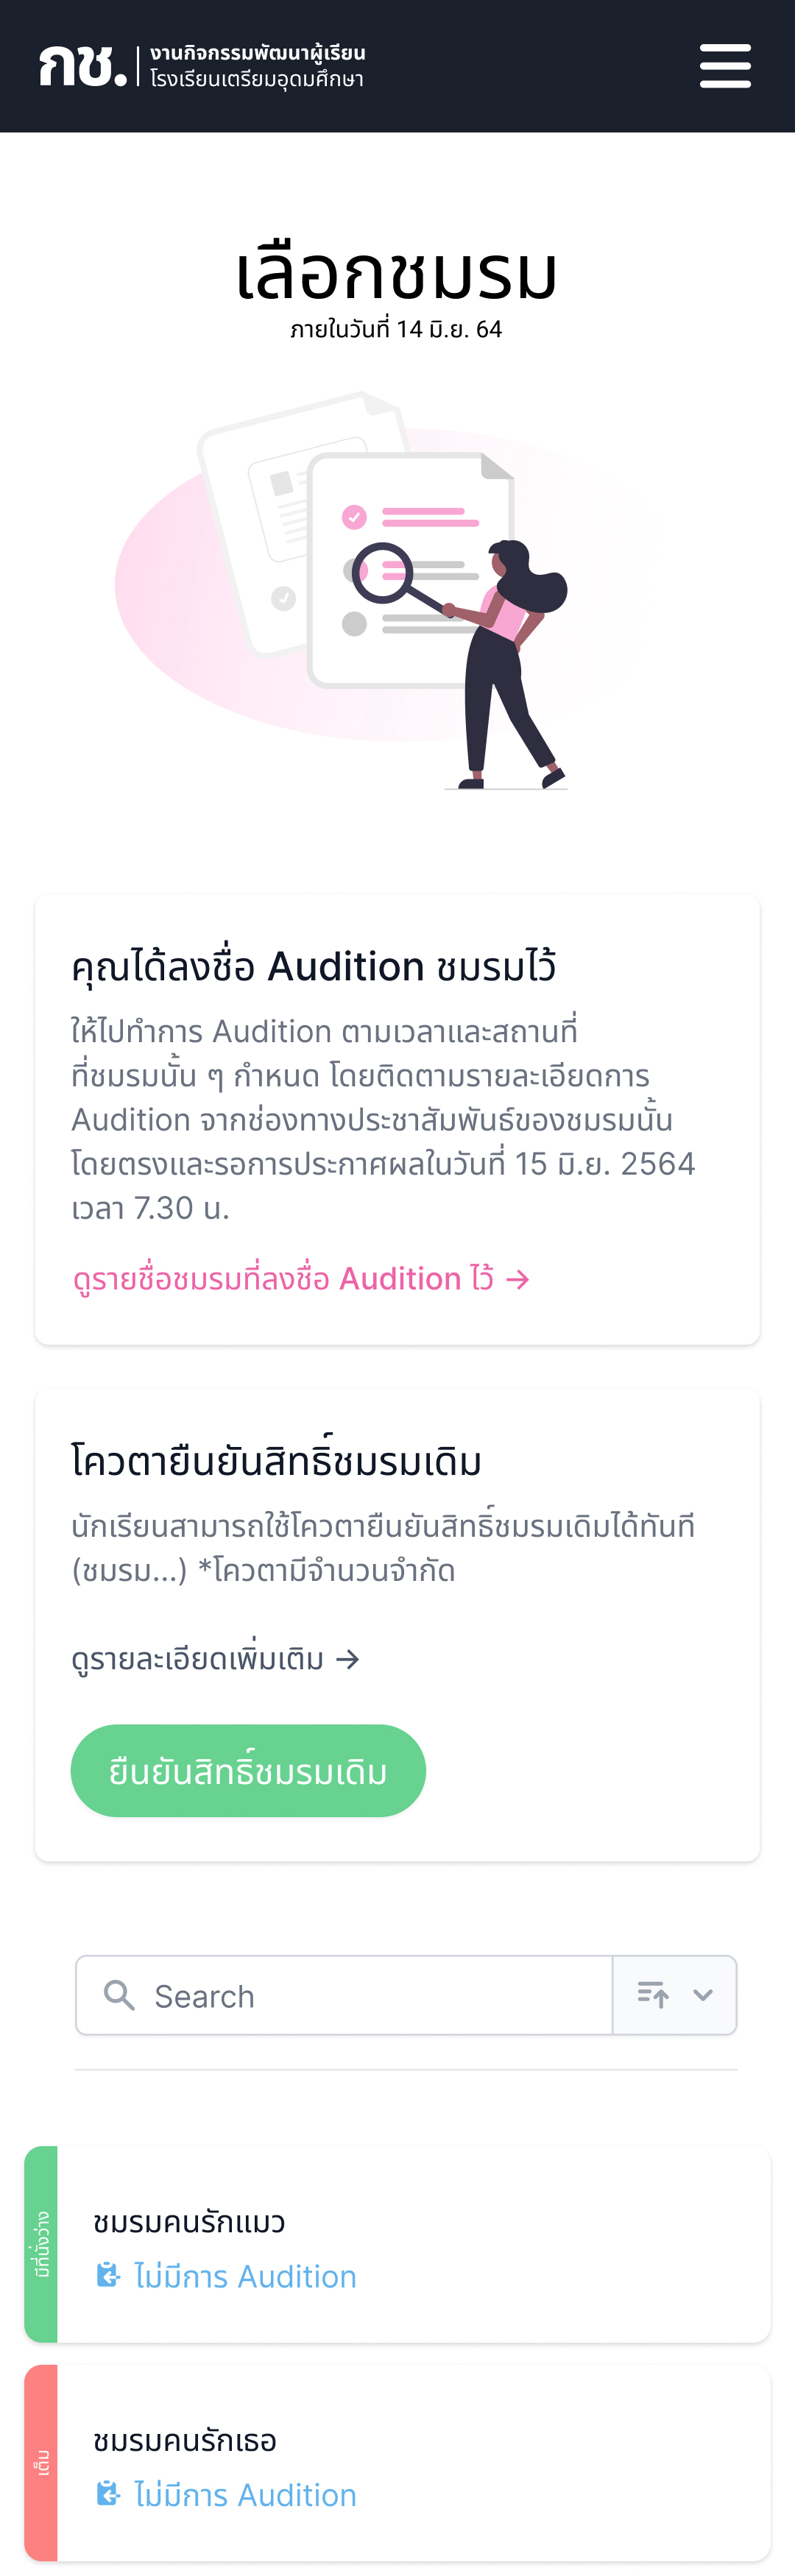 กช.
งานกิจกรรมพัฒนาผู้เรียน
โรงเรียนเตรียมอุดมศึกษา
เลือกชมรม
ภายในวันที่ 14 มิ.ย. 64
คุณได้ลงชื่อ Audition ชมรมไว้
ให้ไปทำการ Audition ตามเวลาและสถานที่
ที่ชมรมนั้น ๆ กำหนด โดยติดตามรายละเอียดการ
Audition จากช่องทางประชาสัมพันธ์ของชมรมนั้น
โดยตรงและรอการประกาศผลในวันที่ 15 มิ.ย. 2564
เวลา 7.30 น.
ดูรายชื่อชมรมที่ลงชื่อ Audition ไว้ →
โควตายืนยันสิทธิ์ชมรมเดิม
นักเรียนสามารถใช้โควตายืนยันสิทธิ์ชมรมเดิมได้ทันที
(ชมรม...) *โควตามีจำนวนจำกัด
ดูรายละเอียดเพิ่มเติม →
ยืนยันสิทธิ์ชมรมเดิม
Search
มีที่นั่งว่าง
ชมรมคนรักแมว
ไม่มีการ Audition
เต็ม
ชมรมคนรักเธอ
ไม่มีการ Audition